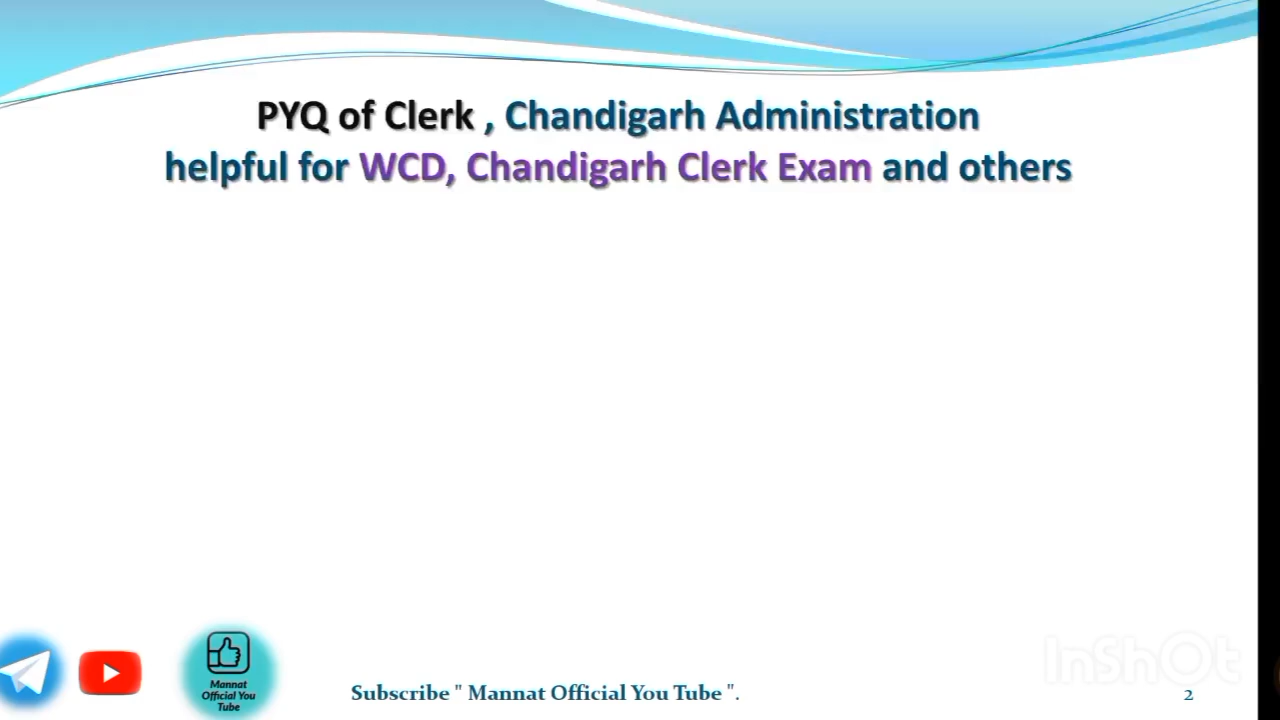 PYQ of Clerk , Chandigarh Administration
helpful for WCD, Chandigarh Clerk Exam and others
Mannat
Official You
Tube
Subscribe " Mannat Official You Tube ".
2
InShOt